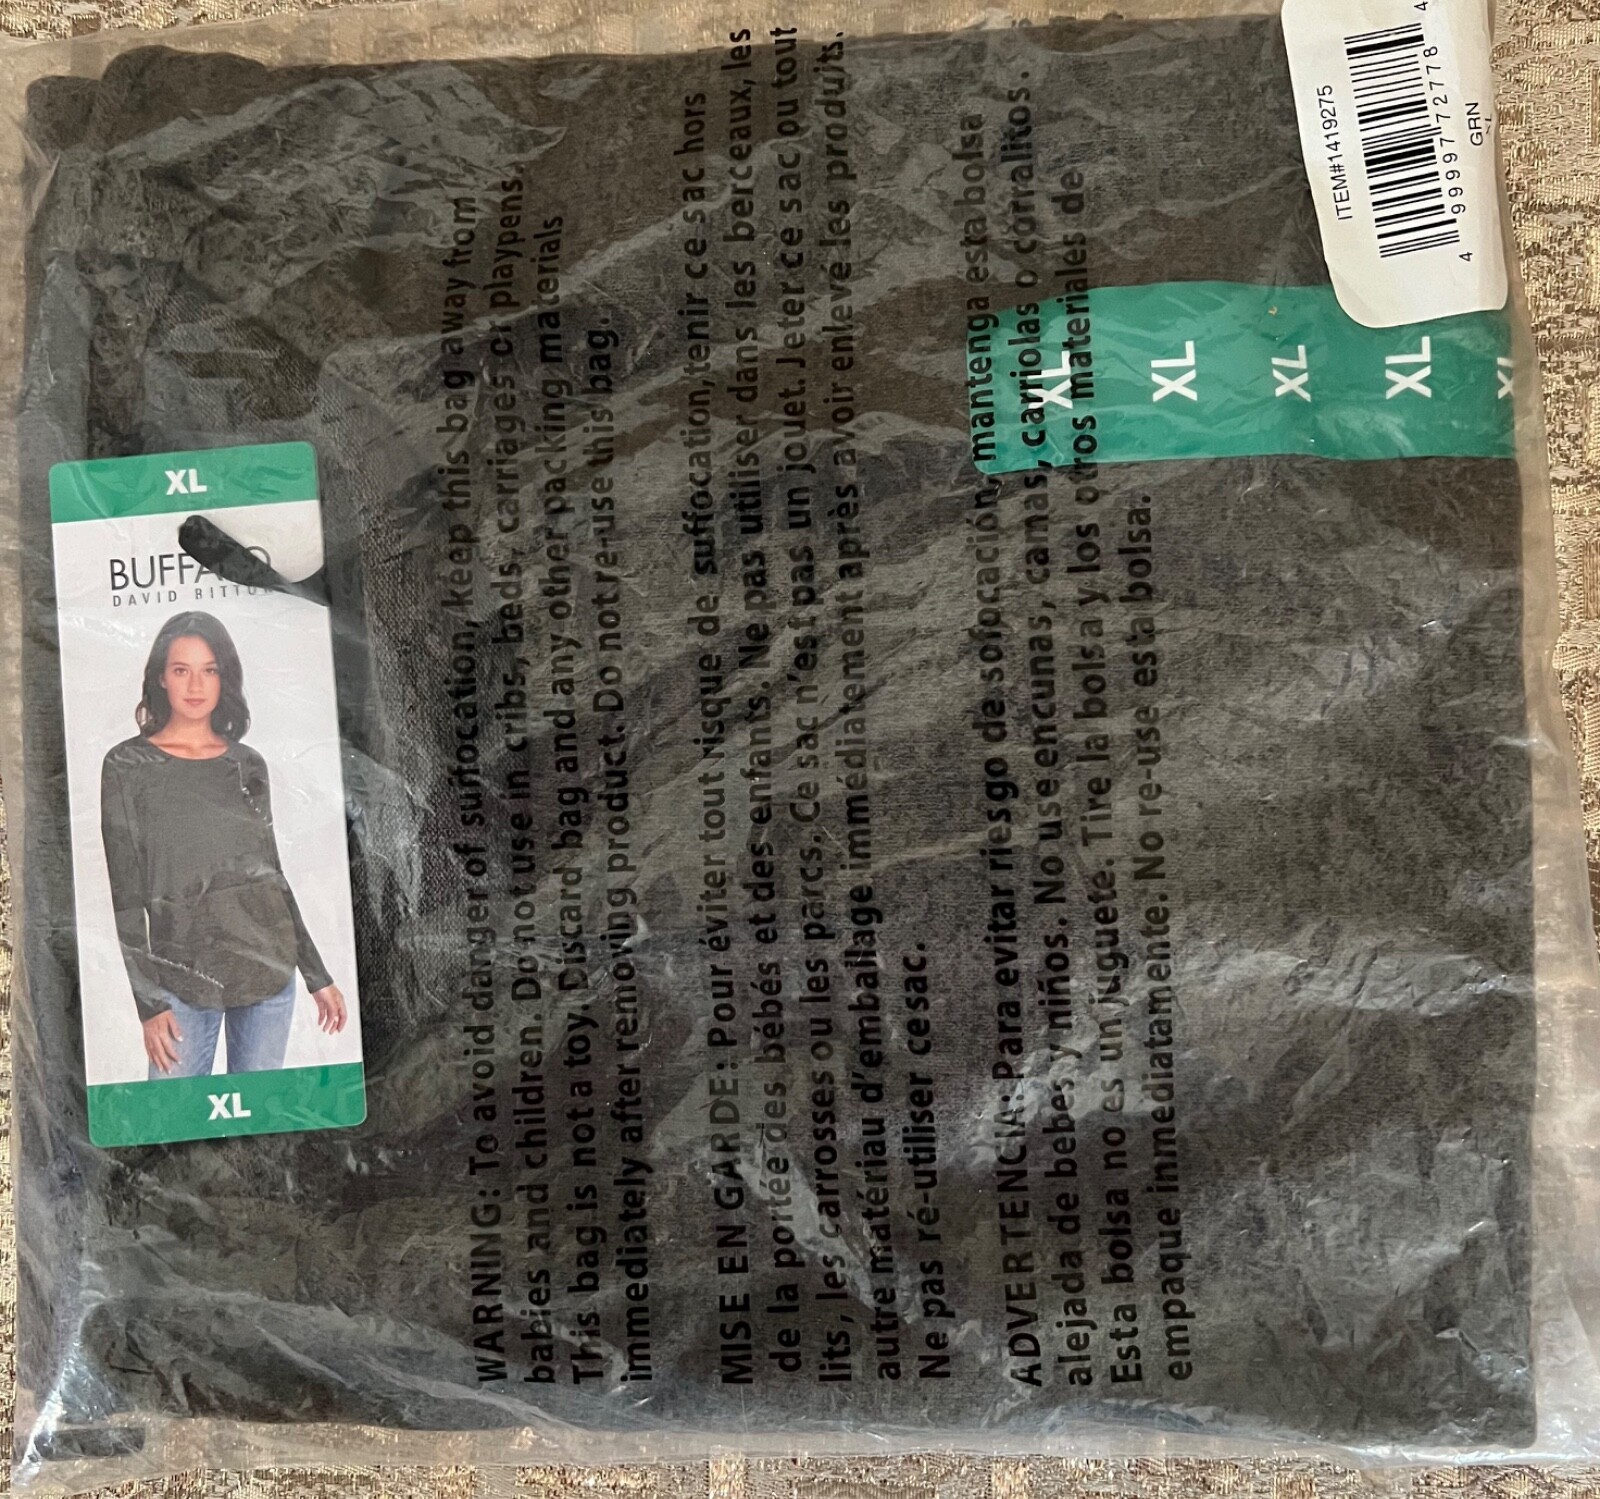 XL
BUFFALO
DAVID BITTON
XL
WARNING: To avoid danger of suffocation, keep this bag away from
babies and children. Do not use in cribs, beds, carriages or playpens.
This bag is not a toy. Discard bag and any other packing materials
immediately after removing product. Do not re-use this bag.
MISE EN GARDE: Pour éviter tout risque de suffocation, tenir ce sac hors
de la portée des bébés et des enfants. Ne pas utiliser dans les berceaux, les
lits, les carrosses ou les parcs. Ce sac n'est pas un jouet. Jeter ce sac ou tout
autre matériau d'emballage immédiatement après avoir enlevé les produits.
Ne pas ré-utiliser ce sac.
ADVERTENCIA: Para evitar riesgo de sofocación, mantenga esta bolsa
alejada de bebes y niños. No use en cunas, camas, carriolas o corralitos.
Esta bolsa no es un juguete. Tire la bolsa y los otros materiales de
empaque immediatamente. No re-use esta bolsa.
XL XL XL XL XL
ITEM#1419275
4 99997 72778 4
GRN
XL